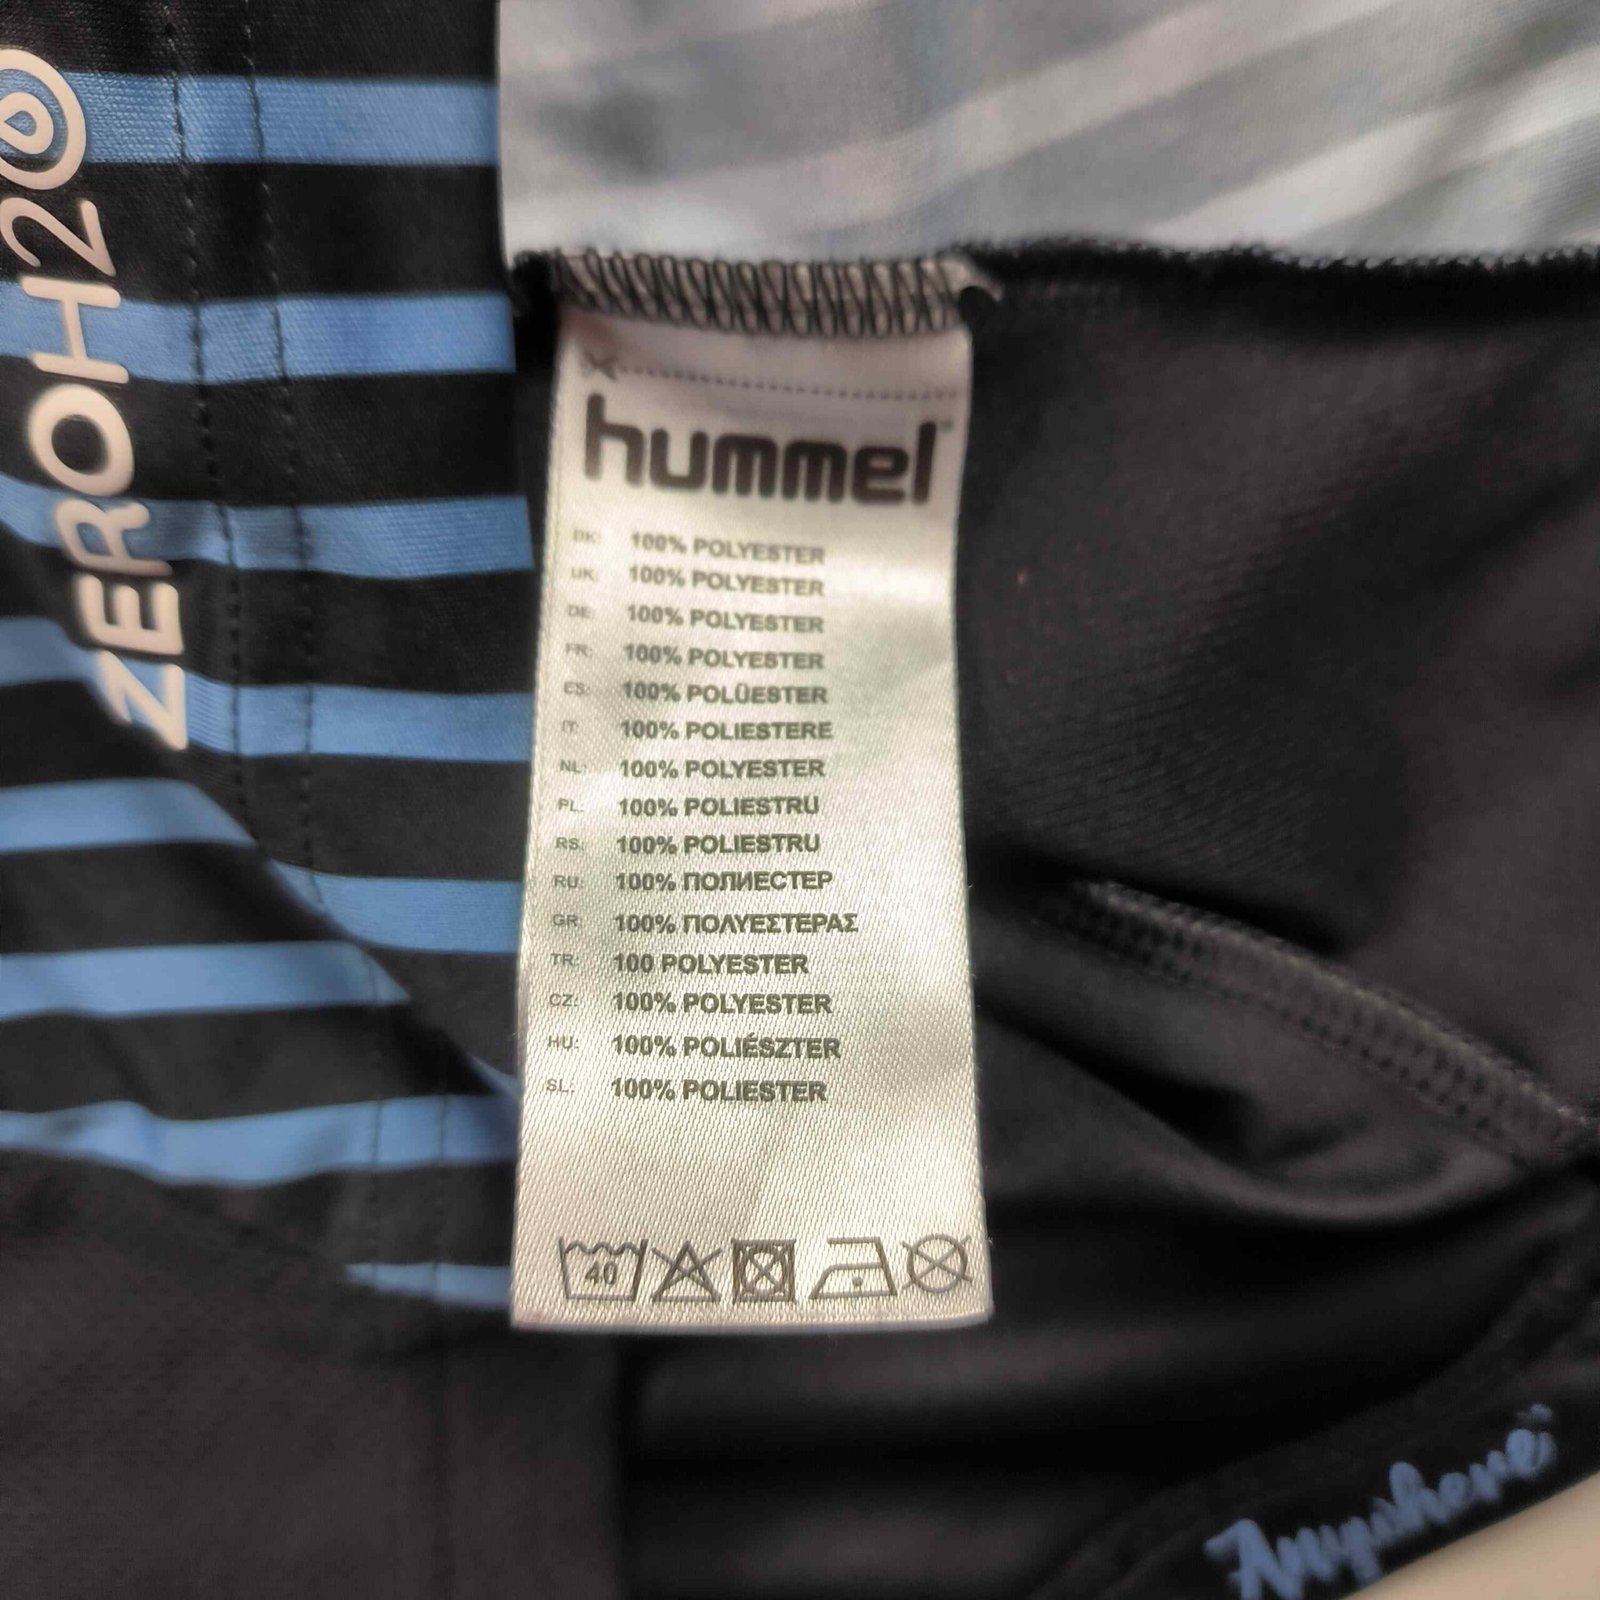 ZEROH2O
hummel
DK: 100% POLYESTER
UK: 100% POLYESTER
DE: 100% POLYESTER
FR: 100% POLYESTER
ES: 100% POLÜESTER
IT: 100% POLIESTERE
NL: 100% POLYESTER
PL: 100% POLIESTRU
RS: 100% POLIESTRU
RU: 100% ПОЛИЕСТЕР
GR: 100% ΠΟΛΥΕΣΤΕΡΑΣ
TR: 100 POLYESTER
CZ: 100% POLYESTER
HU: 100% POLIÉSZTER
SL: 100% POLIESTER
40